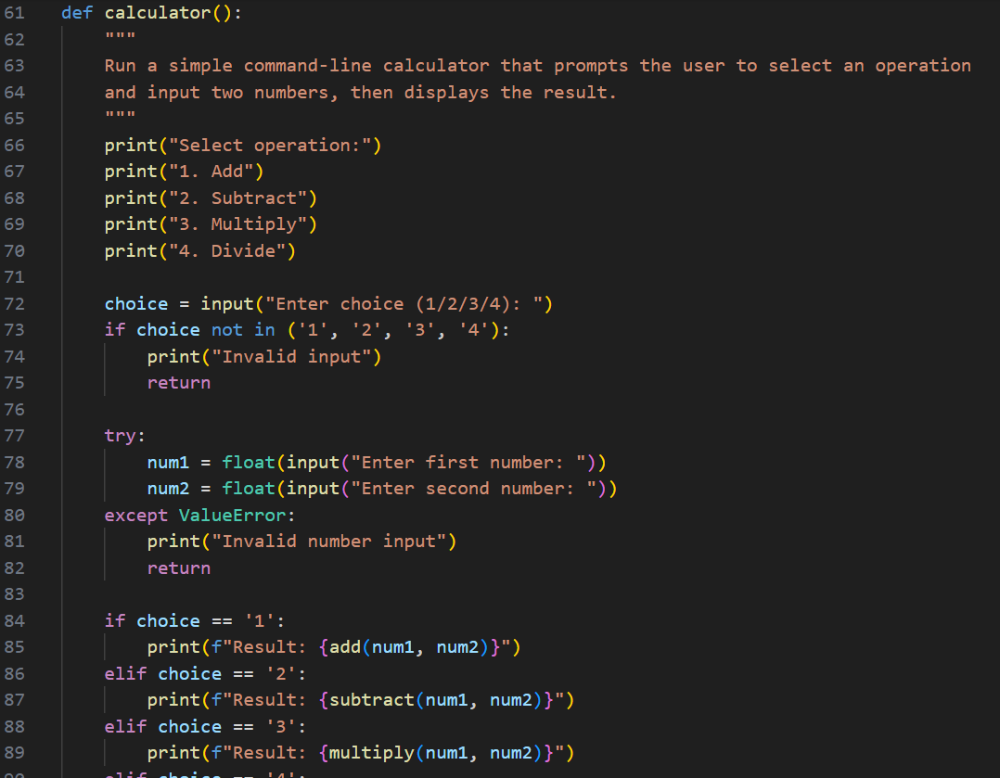 61 def calculator():
62     """
63     Run a simple command-line calculator that prompts the user to select an operation
64     and input two numbers, then displays the result.
65     """
66     print("Select operation:")
67     print("1. Add")
68     print("2. Subtract")
69     print("3. Multiply")
70     print("4. Divide")
71
72     choice = input("Enter choice (1/2/3/4): ")
73     if choice not in ('1', '2', '3', '4'):
74         print("Invalid input")
75         return
76
77     try:
78         num1 = float(input("Enter first number: "))
79         num2 = float(input("Enter second number: "))
80     except ValueError:
81         print("Invalid number input")
82         return
83
84     if choice == '1':
85         print(f"Result: {add(num1, num2)}")
86     elif choice == '2':
87         print(f"Result: {subtract(num1, num2)}")
88     elif choice == '3':
89         print(f"Result: {multiply(num1, num2)}")
90     elif choice == '4':